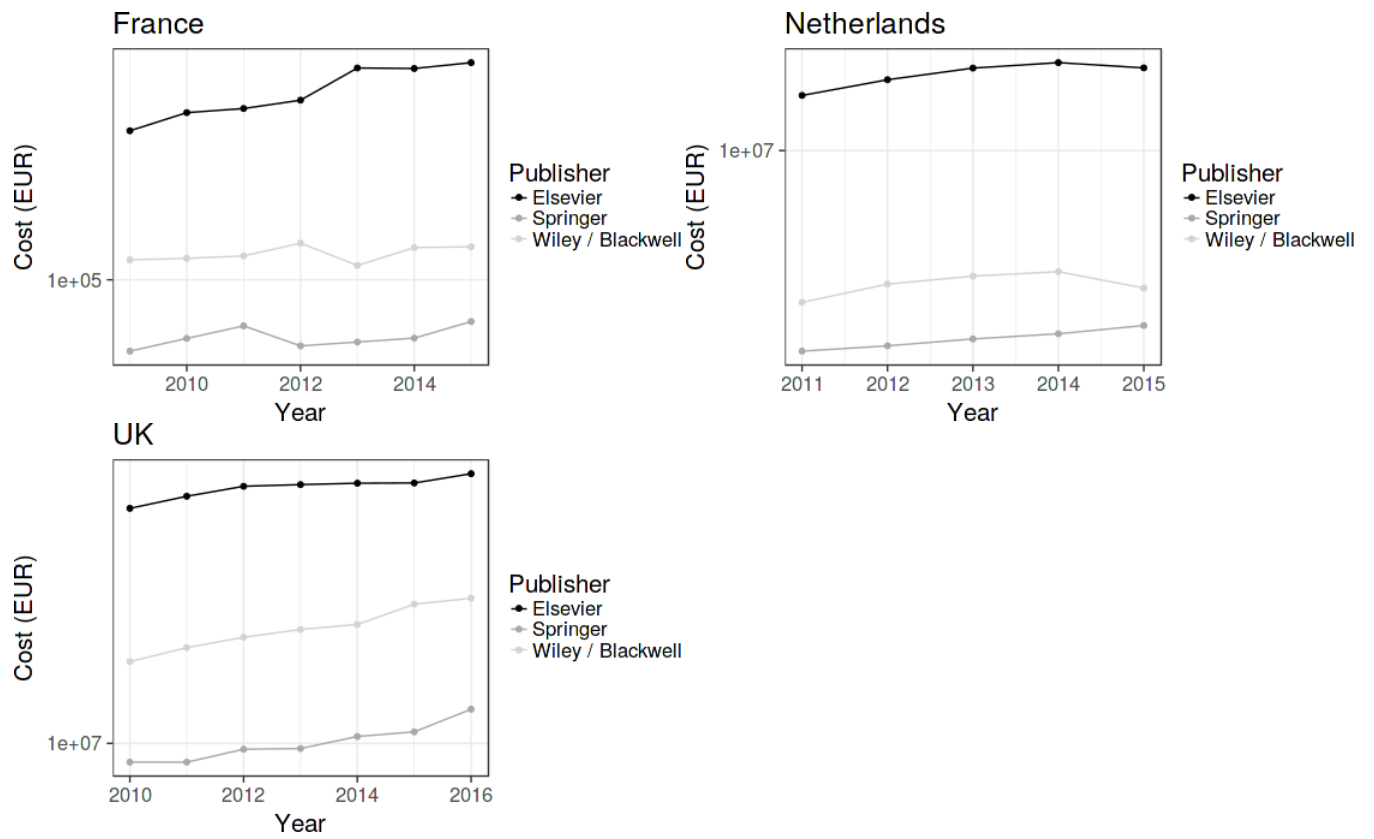 France
Cost (EUR)
1e+05
2010 2012 2014
Year
Publisher
Elsevier
Springer
Wiley / Blackwell
Netherlands
Cost (EUR)
1e+07
2011 2012 2013 2014 2015
Year
Publisher
Elsevier
Springer
Wiley / Blackwell
UK
Cost (EUR)
1e+07
2010 2012 2014 2016
Year
Publisher
Elsevier
Springer
Wiley / Blackwell